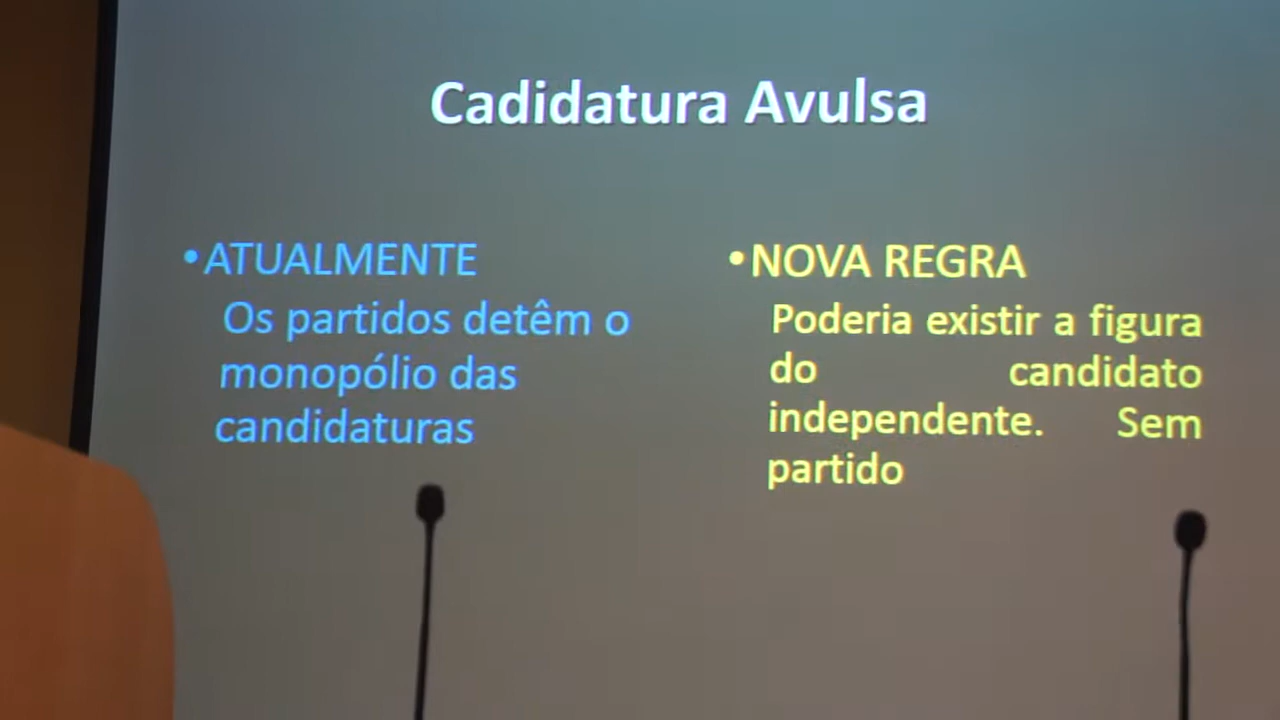 Cadidatura Avulsa
•ATUALMENTE
Os partidos detêm o
monopólio das
candidaturas
•NOVA REGRA
Poderia existir a figura
do candidato
independente. Sem
partido